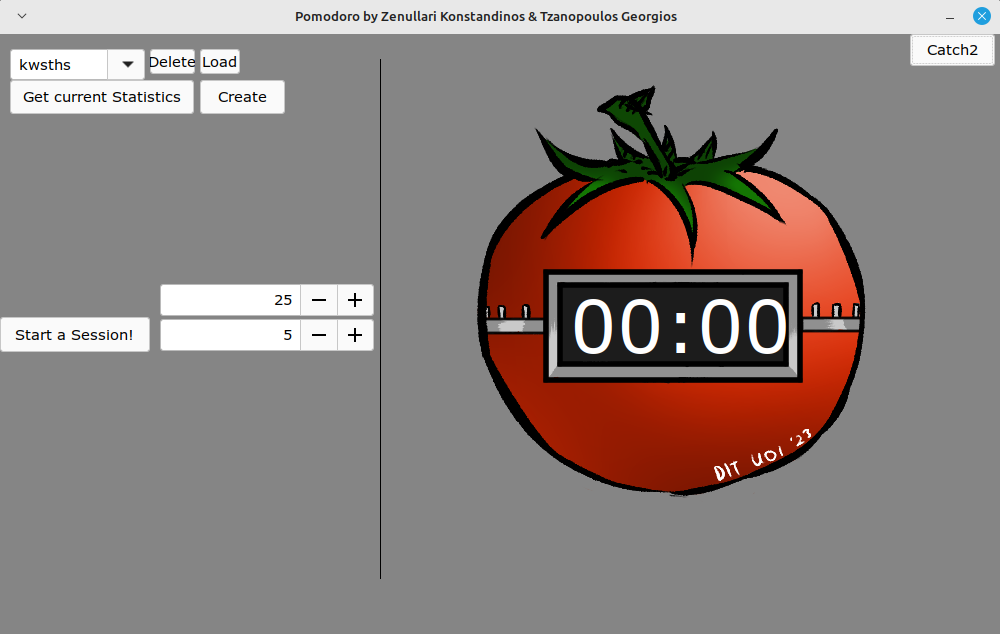 Pomodoro by Zenullari Konstandinos & Tzanopoulos Georgios
Catch2
kwsths Delete Load
Get current Statistics Create
25
Start a Session! 5
00:00
DIT UOI '23